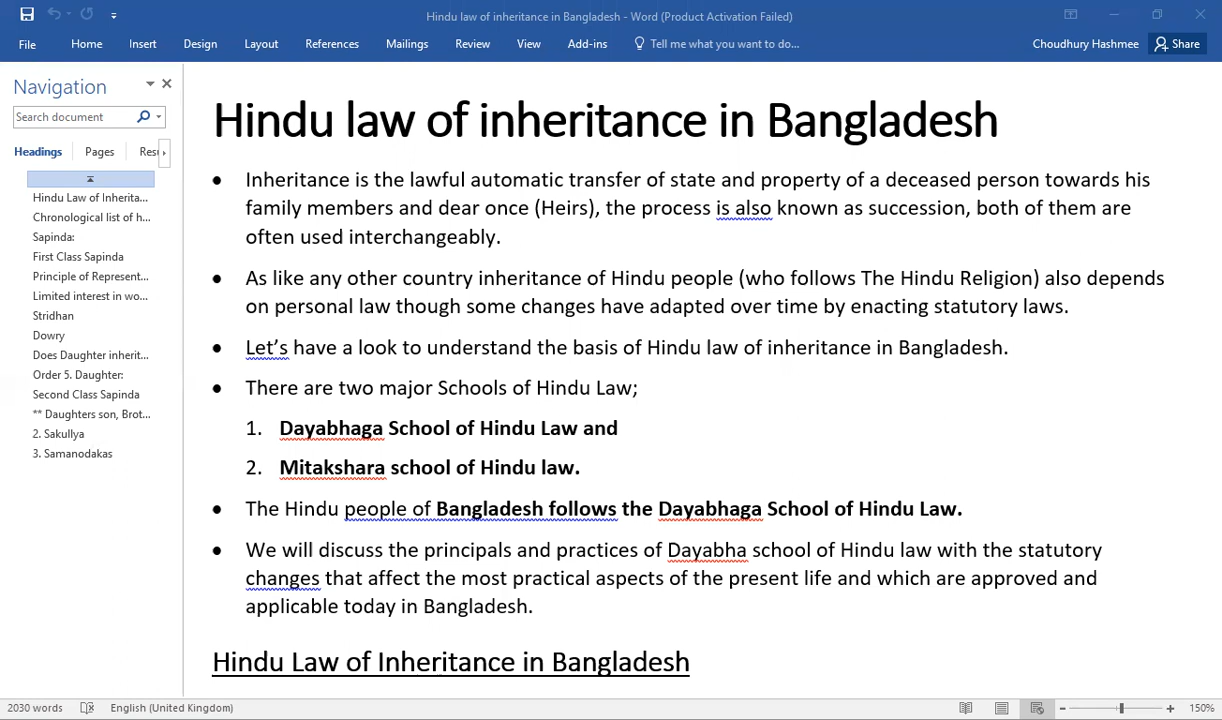 Hindu law of inheritance in Bangladesh - Word (Product Activation Failed)
File Home Insert Design Layout References Mailings Review View Add-ins Tell me what you want to do... Choudhury Hashmee Share
Navigation
Search document
Headings Pages Resu
Hindu Law of Inherita...
Chronological list of h...
Sapinda:
First Class Sapinda
Principle of Represent...
Limited interest in wo...
Stridhan
Dowry
Does Daughter inherit...
Order 5. Daughter:
Second Class Sapinda
** Daughters son, Brot...
2. Sakullya
3. Samanodakas
Hindu law of inheritance in Bangladesh
• Inheritance is the lawful automatic transfer of state and property of a deceased person towards his
family members and dear once (Heirs), the process is also known as succession, both of them are
often used interchangeably.
• As like any other country inheritance of Hindu people (who follows The Hindu Religion) also depends
on personal law though some changes have adapted over time by enacting statutory laws.
• Let's have a look to understand the basis of Hindu law of inheritance in Bangladesh.
• There are two major Schools of Hindu Law;
1. Dayabhaga School of Hindu Law and
2. Mitakshara school of Hindu law.
• The Hindu people of Bangladesh follows the Dayabhaga School of Hindu Law.
• We will discuss the principals and practices of Dayabha school of Hindu law with the statutory
changes that affect the most practical aspects of the present life and which are approved and
applicable today in Bangladesh.
Hindu Law of Inheritance in Bangladesh
2030 words English (United Kingdom) 150%